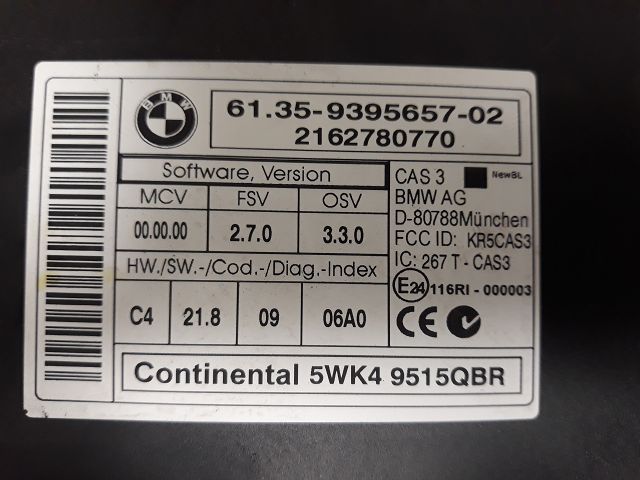 BMW
61.35-9395657-02
2162780770
Software, Version
MCV FSV OSV
00.00.00 2.7.0 3.3.0
HW./SW.-/Cod.-/Diag.-Index
C4 21.8 09 06A0
CAS 3 NewBL
BMW AG
D-80788München
FCC ID: KR5CAS3
IC: 267 T - CAS3
E24 116RI - 000003
CE
Continental 5WK4 9515QBR